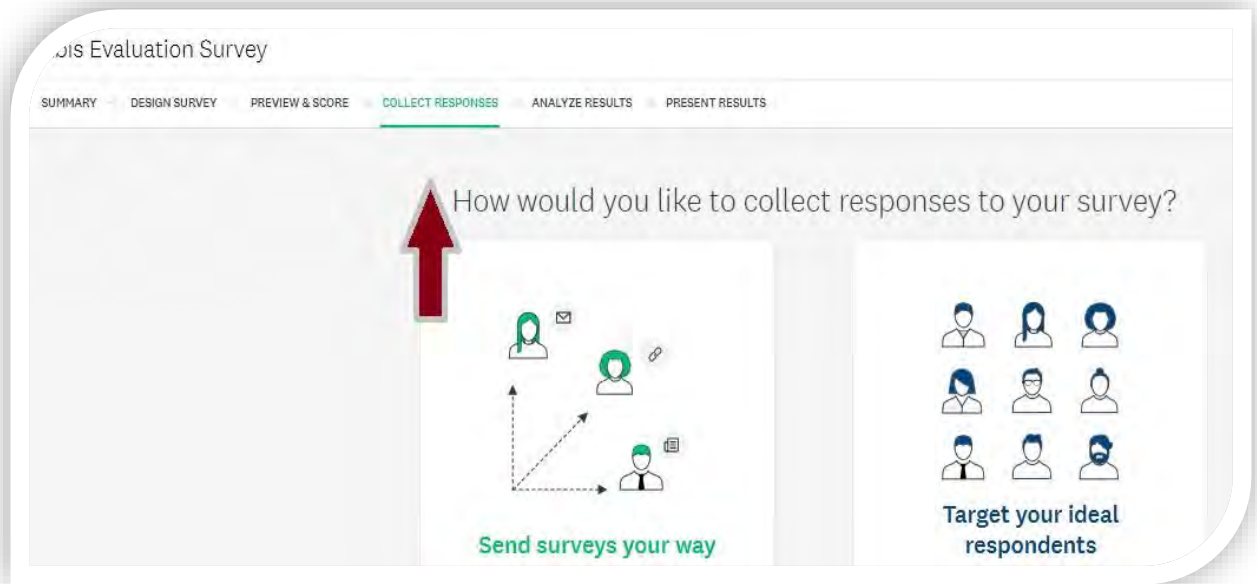 Evaluation Survey
SUMMARY DESIGN SURVEY PREVIEW & SCORE COLLECT RESPONSES ANALYZE RESULTS PRESENT RESULTS
How would you like to collect responses to your survey?
Send surveys your way
Target your ideal
respondents